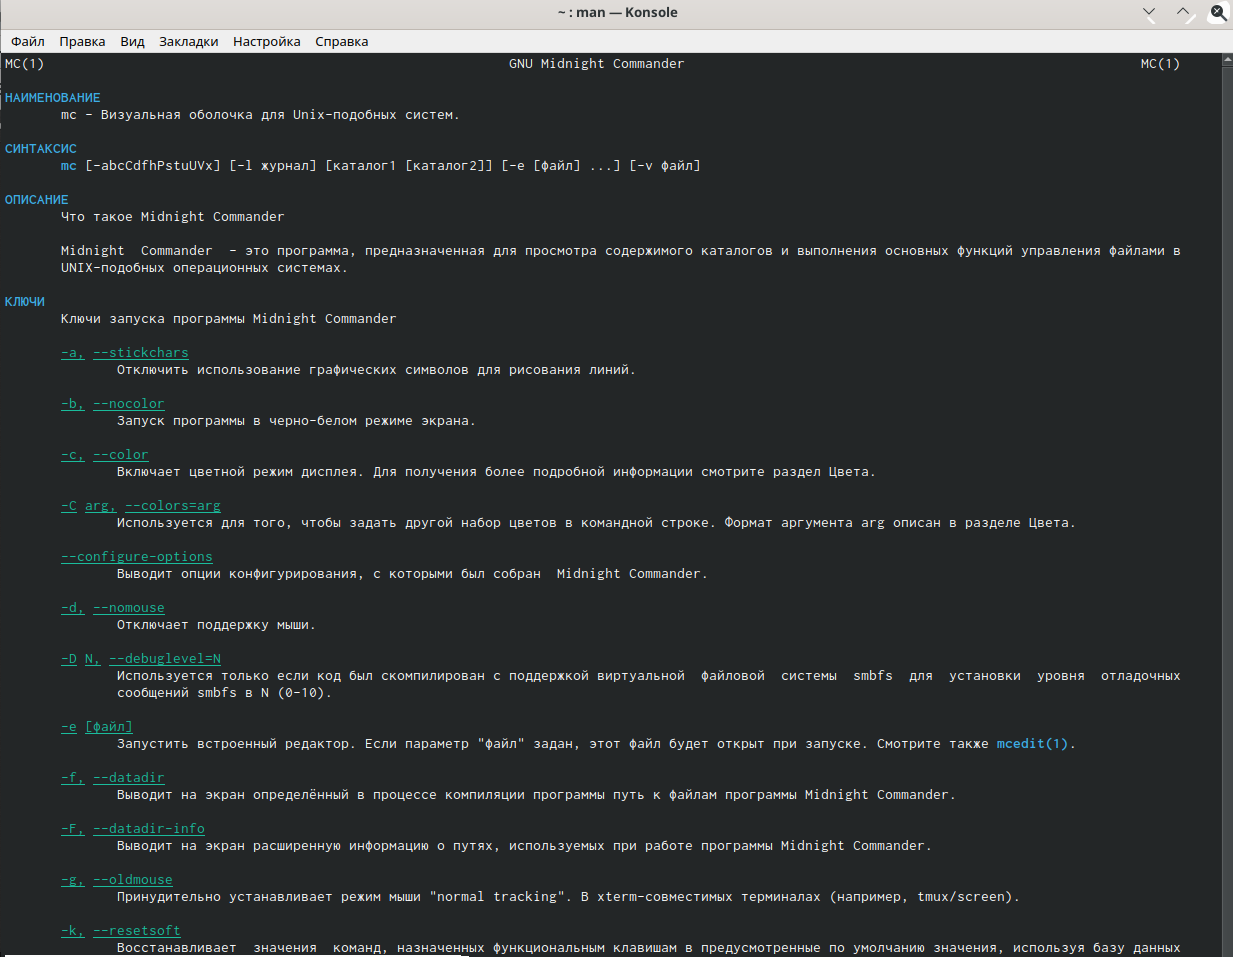 ~ : man — Konsole
Файл Правка Вид Закладки Настройка Справка
MC(1) GNU Midnight Commander MC(1)
НАИМЕНОВАНИЕ
mc - Визуальная оболочка для Unix-подобных систем.
СИНТАКСИС
mc [-abcCdfhPstuUVx] [-l журнал] [каталог1 [каталог2]] [-e [файл] ...] [-v файл]
ОПИСАНИЕ
Что такое Midnight Commander
Midnight Commander - это программа, предназначенная для просмотра содержимого каталогов и выполнения основных функций управления файлами в
UNIX-подобных операционных системах.
КЛЮЧИ
Ключи запуска программы Midnight Commander
-a, --stickchars
Отключить использование графических символов для рисования линий.
-b, --nocolor
Запуск программы в черно-белом режиме экрана.
-c, --color
Включает цветной режим дисплея. Для получения более подробной информации смотрите раздел Цвета.
-C arg, --colors=arg
Используется для того, чтобы задать другой набор цветов в командной строке. Формат аргумента arg описан в разделе Цвета.
--configure-options
Выводит опции конфигурирования, с которыми был собран Midnight Commander.
-d, --nomouse
Отключает поддержку мыши.
-D N, --debuglevel=N
Используется только если код был скомпилирован с поддержкой виртуальной файловой системы smbfs для установки уровня отладочных
сообщений smbfs в N (0-10).
-e [файл]
Запустить встроенный редактор. Если параметр "файл" задан, этот файл будет открыт при запуске. Смотрите также mcedit(1).
-f, --datadir
Выводит на экран определённый в процессе компиляции программы путь к файлам программы Midnight Commander.
-F, --datadir-info
Выводит на экран расширенную информацию о путях, используемых при работе программы Midnight Commander.
-g, --oldmouse
Принудительно устанавливает режим мыши "normal tracking". В xterm-совместимых терминалах (например, tmux/screen).
-k, --resetsoft
Восстанавливает значения команд, назначенных функциональным клавишам в предусмотренные по умолчанию значения, используя базу данных